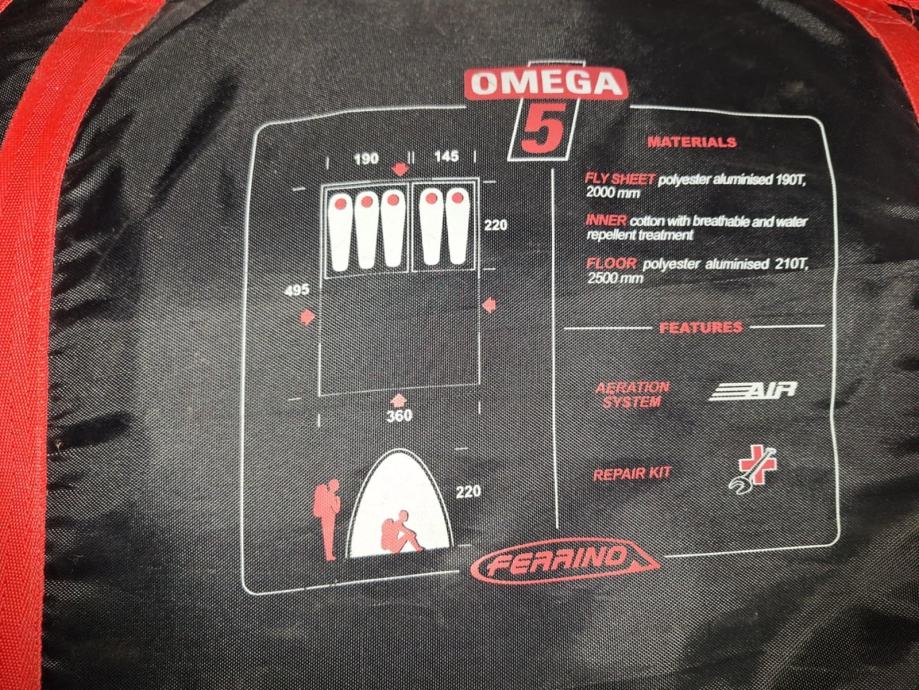 OMEGA
5
190
145
220
495
360
220
MATERIALS
FLY SHEET polyester aluminised 190T,
2000 mm
INNER cotton with breathable and water
repellent treatment
FLOOR polyester aluminised 210T,
2500 mm
FEATURES
AERATION
SYSTEM
AIR
REPAIR KIT
FERRINO